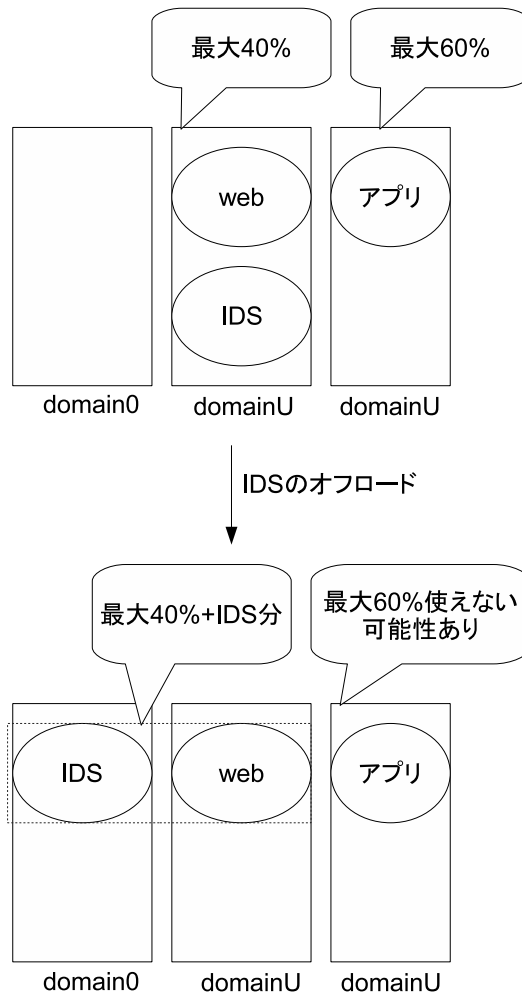 最大40%
最大60%
web
アプリ
IDS
domain0
domainU
domainU
IDSのオフロード
最大40%+IDS分
最大60%使えない
可能性あり
IDS
web
アプリ
domain0
domainU
domainU